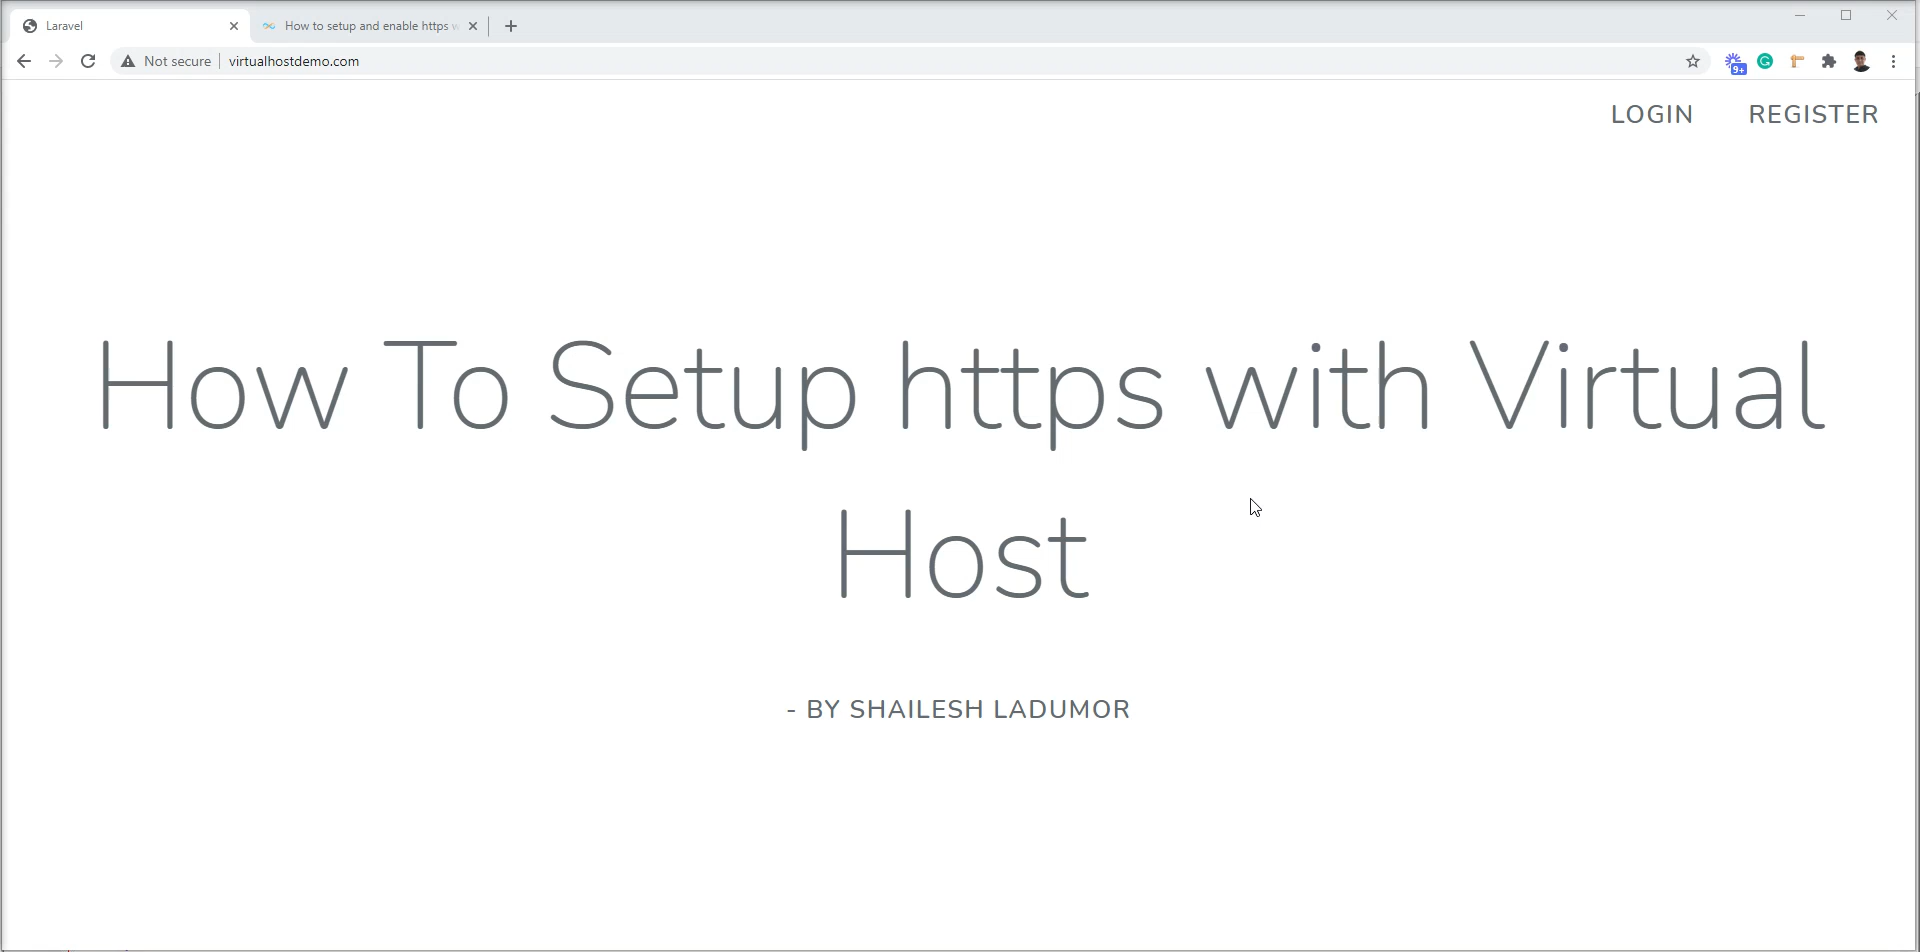 Laravel
How to setup and enable https w
Not secure
virtualhostdemo.com
9+
LOGIN REGISTER
How To Setup https with Virtual
Host
- BY SHAILESH LADUMOR